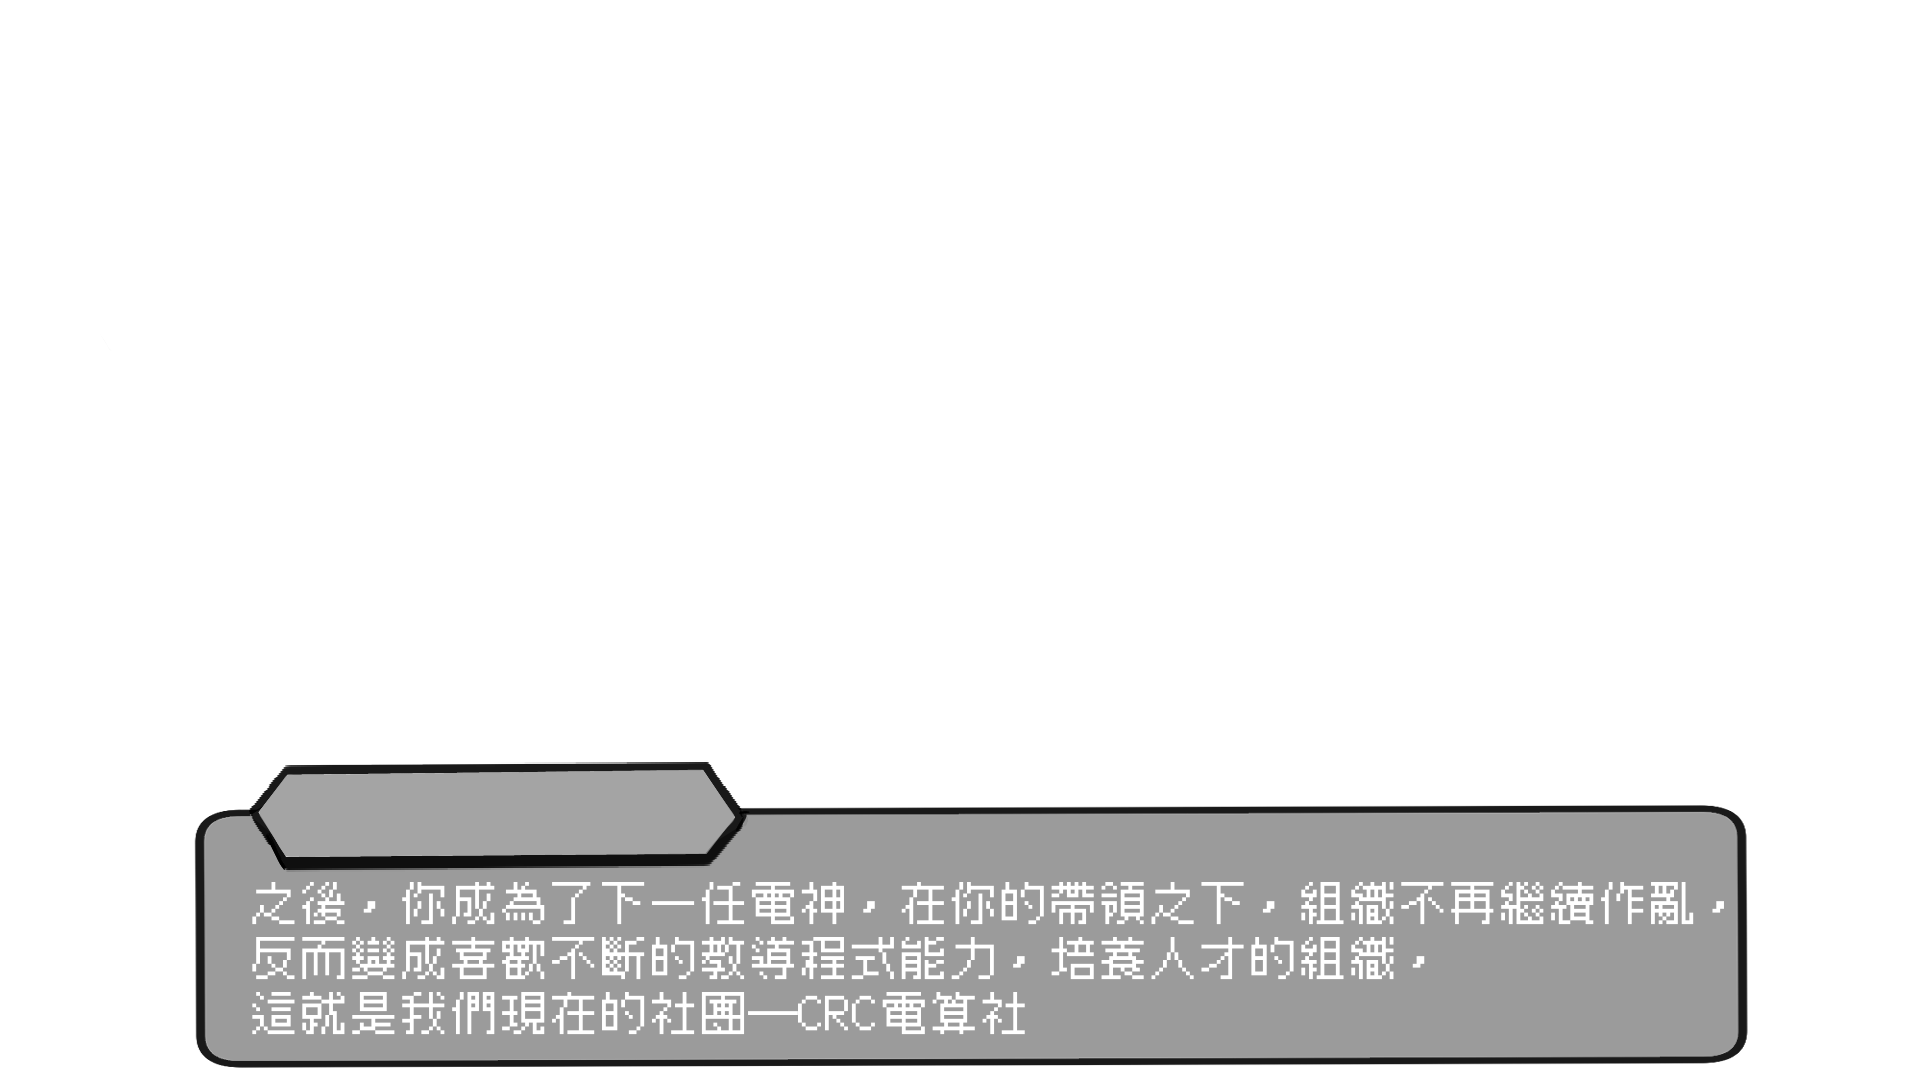 之後，你成為了下一任電神，在你的帶領之下，組織不再繼續作亂，
反而變成喜歡不斷的教導程式能力，培養人才的組織，
這就是我們現在的社團—CRC電算社